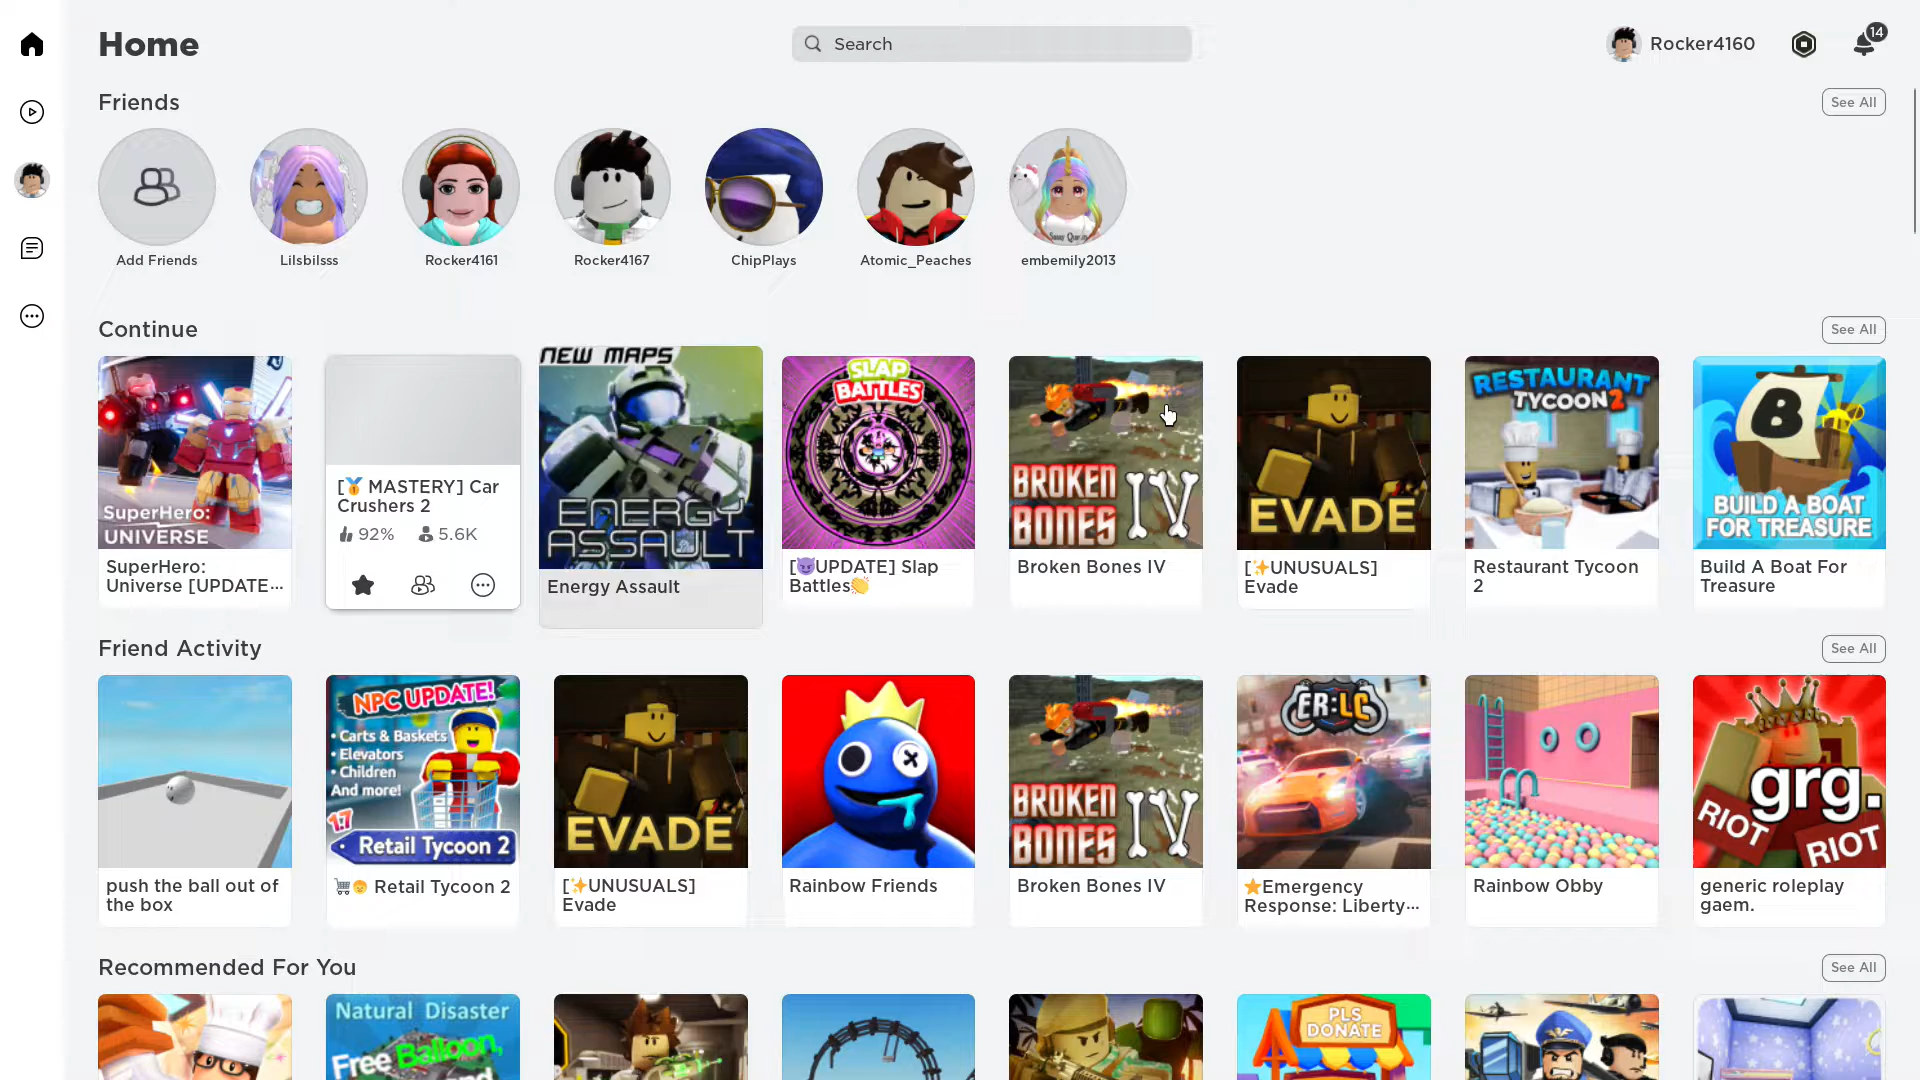 Home
Search
Rocker4160
14
Friends
See All
Add Friends
Lilsbilsss
Rocker4161
Rocker4167
ChipPlays
Atomic_Peaches
embemily2013
Continue
See All
SuperHero:
UNIVERSE
SuperHero:
Universe [UPDATE...
[🥇 MASTERY] Car
Crushers 2
92% 5.6K
NEW MAPS
ENERGY
ASSAULT
Energy Assault
SLAP
BATTLES
[😈UPDATE] Slap
Battles👏
BROKEN
BONES IV
Broken Bones IV
EVADE
[✨UNUSUALS]
Evade
RESTAURANT
TYCOON 2
Restaurant Tycoon
2
B
BUILD A BOAT
FOR TREASURE
Build A Boat For
Treasure
Friend Activity
See All
push the ball out of
the box
NPC UPDATE!
• Carts & Baskets
• Elevators
• Children
And more!
1.7
Retail Tycoon 2
🛒👴 Retail Tycoon 2
EVADE
[✨UNUSUALS]
Evade
Rainbow Friends
BROKEN
BONES IV
Broken Bones IV
ER:LC
⭐Emergency
Response: Liberty...
Rainbow Obby
grg.
RIOT
RIOT
generic roleplay
gaem.
Recommended For You
See All
Natural Disaster
Free Balloon,
PLS
DONATE